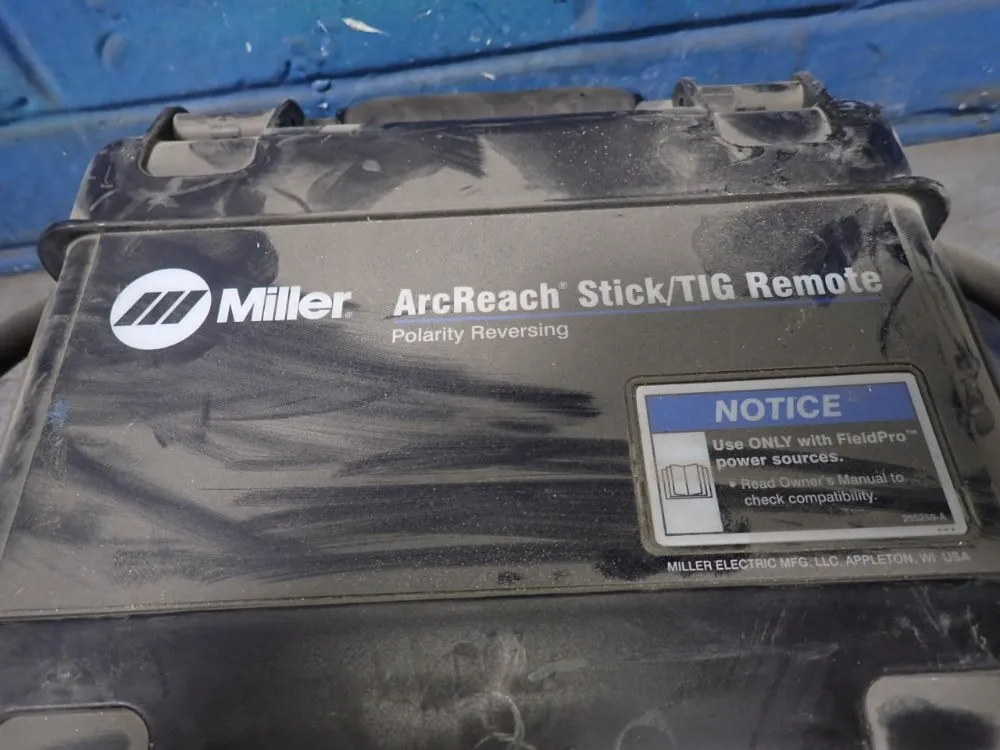 Miller®
ArcReach® Stick/TIG Remote
Polarity Reversing
NOTICE
Use ONLY with FieldPro™
power sources.
• Read Owner's Manual to
check compatibility.
265259-A
MILLER ELECTRIC MFG. LLC, APPLETON, WI USA